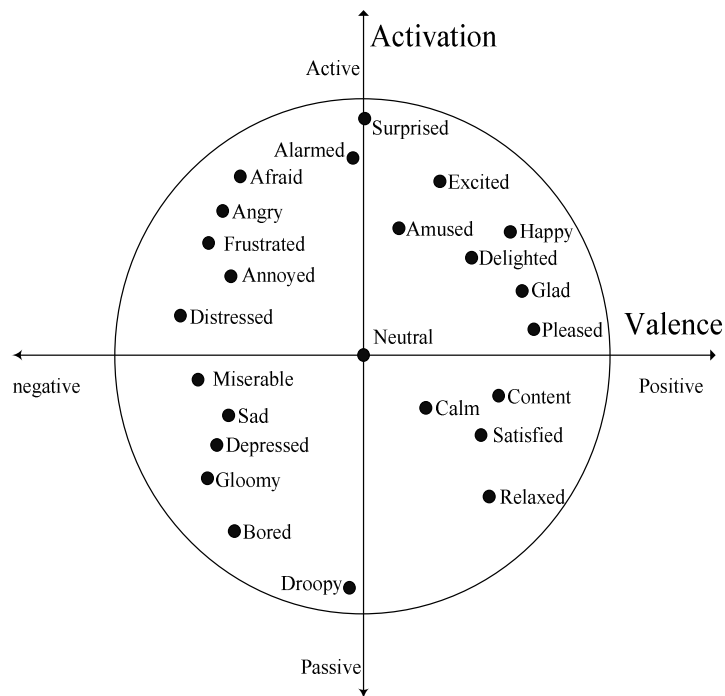 Activation
Active
Surprised
Alarmed
Afraid
Excited
Angry
Amused
Happy
Frustrated
Delighted
Annoyed
Glad
Distressed
Valence
Pleased
Neutral
negative
Miserable
Positive
Content
Calm
Sad
Satisfied
Depressed
Gloomy
Relaxed
Bored
Droopy
Passive